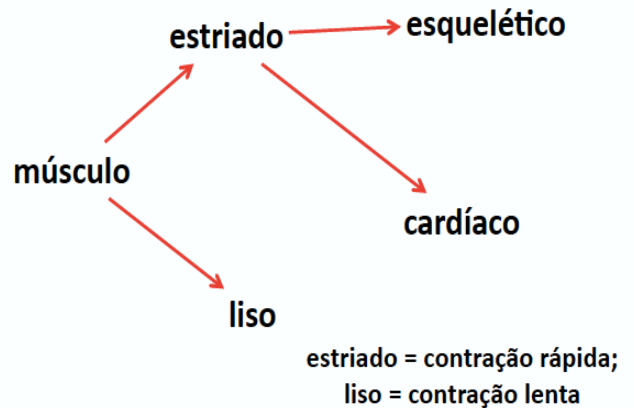 estriado
esquelético
músculo
cardíaco
liso
estriado = contração rápida;
liso = contração lenta